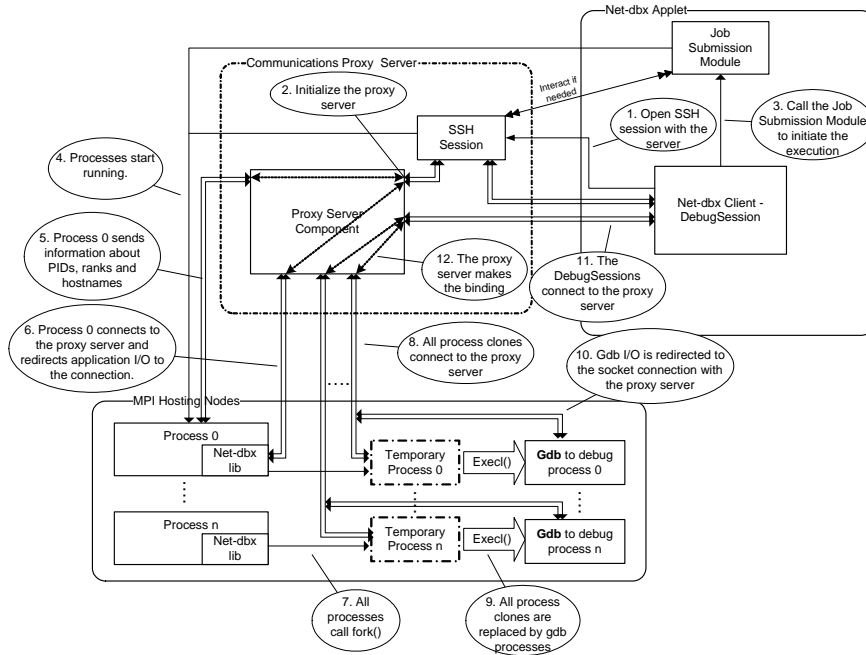 Net-dbx Applet
Job
Submission
Module
Communications Proxy Server
2. Initialize the proxy
server
Interact if
needed
1. Open SSH
session with the
server
3. Call the Job
Submission Module
to initiate the
execution
SSH
Session
4. Processes start
running.
Net-dbx Client -
DebugSession
Proxy Server
Component
5. Process 0 sends
information about
PIDs, ranks and
hostnames
12. The proxy
server makes
the binding
11. The
DebugSessions
connect to the proxy
server
6. Process 0 connects to
the proxy server and
redirects application I/O to
the connection.
8. All process clones
connect to the proxy
server
10. Gdb I/O is redirected to
the socket connection with
the proxy server
MPI Hosting Nodes
Process 0
Net-dbx
lib
Temporary
Process 0
Execl()
Gdb to debug
process 0
Process n
Net-dbx
lib
Temporary
Process n
Execl()
Gdb to debug
process n
7. All
processes
call fork()
9. All process
clones are
replaced by gdb
processes